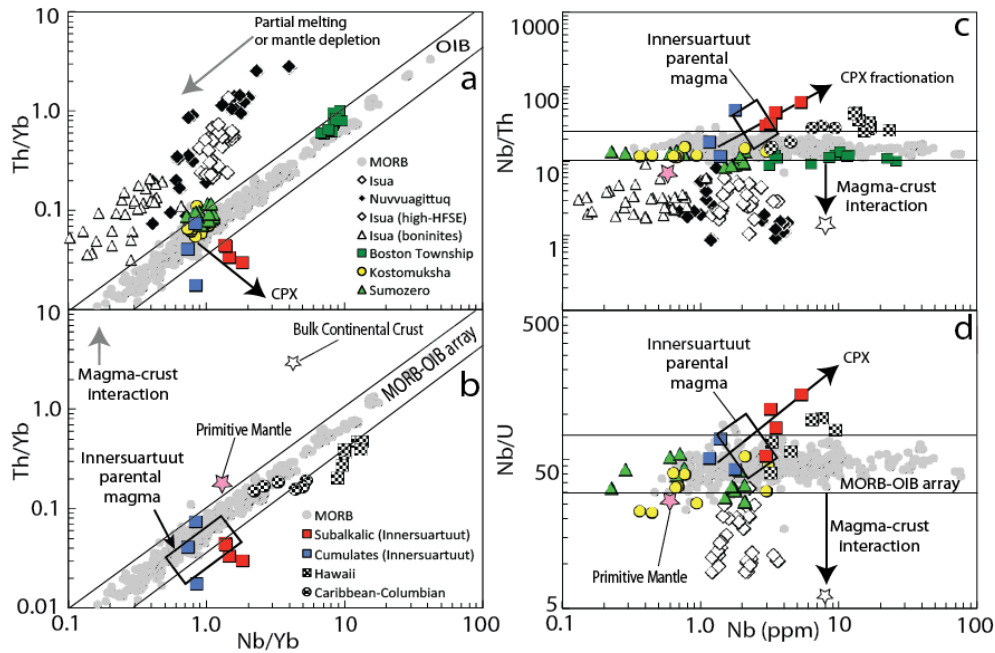 10
Th/Yb
1.0
0.1
0.01
Partial melting
or mantle depletion
OIB
a
MORB
Isua
Nuvvuagittuq
Isua (high-HFSE)
Isua (boninites)
Boston Township
Kostomuksha
Sumozero
CPX
10
Th/Yb
1.0
0.1
0.01
Magma-crust
interaction
Bulk Continental Crust
MORB-OIB array
b
Primitive Mantle
Innersuartuut
parental
magma
MORB
Subalkalic (Innersuartuut)
Cumulates (Innersuartuut)
Hawaii
Caribbean-Columbian
0.1
1.0
10
100
Nb/Yb
1000
Nb/Th
100
10
1
Innersuartuut
parental
magma
c
CPX fractionation
Magma-crust
interaction
500
Nb/U
50
5
Innersuartuut
parental
magma
d
CPX
MORB-OIB array
Magma-crust
interaction
Primitive Mantle
0.1
1.0
10
100
Nb (ppm)